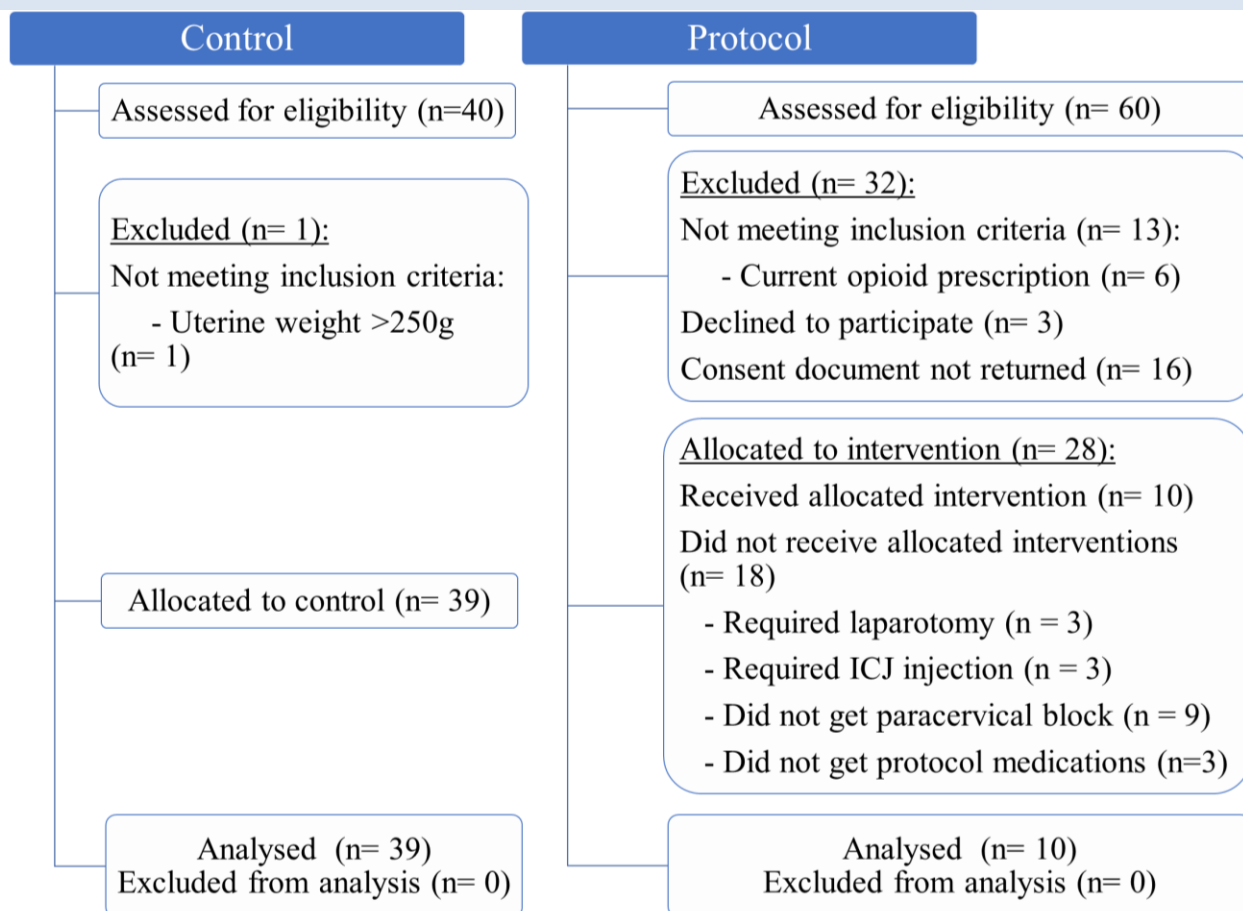 Control
Assessed for eligibility (n=40)
Excluded (n= 1):
Not meeting inclusion criteria:
- Uterine weight >250g
(n= 1)
Allocated to control (n= 39)
Analysed (n= 39)
Excluded from analysis (n= 0)
Protocol
Assessed for eligibility (n= 60)
Excluded (n= 32):
Not meeting inclusion criteria (n= 13):
- Current opioid prescription (n= 6)
Declined to participate (n= 3)
Consent document not returned (n= 16)
Allocated to intervention (n= 28):
Received allocated intervention (n= 10)
Did not receive allocated interventions
(n= 18)
- Required laparotomy (n = 3)
- Required ICJ injection (n = 3)
- Did not get paracervical block (n = 9)
- Did not get protocol medications (n=3)
Analysed (n= 10)
Excluded from analysis (n= 0)